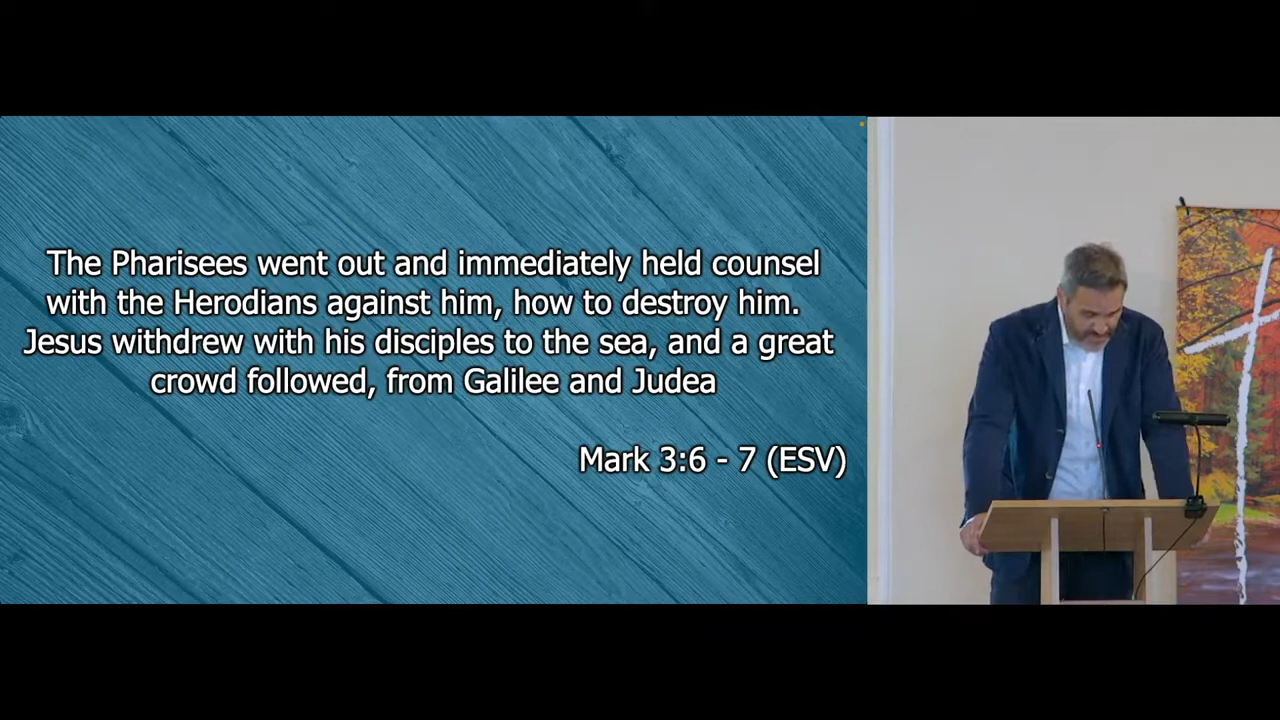 The Pharisees went out and immediately held counsel
with the Herodians against him, how to destroy him.
Jesus withdrew with his disciples to the sea, and a great
crowd followed, from Galilee and Judea
Mark 3:6 - 7 (ESV)